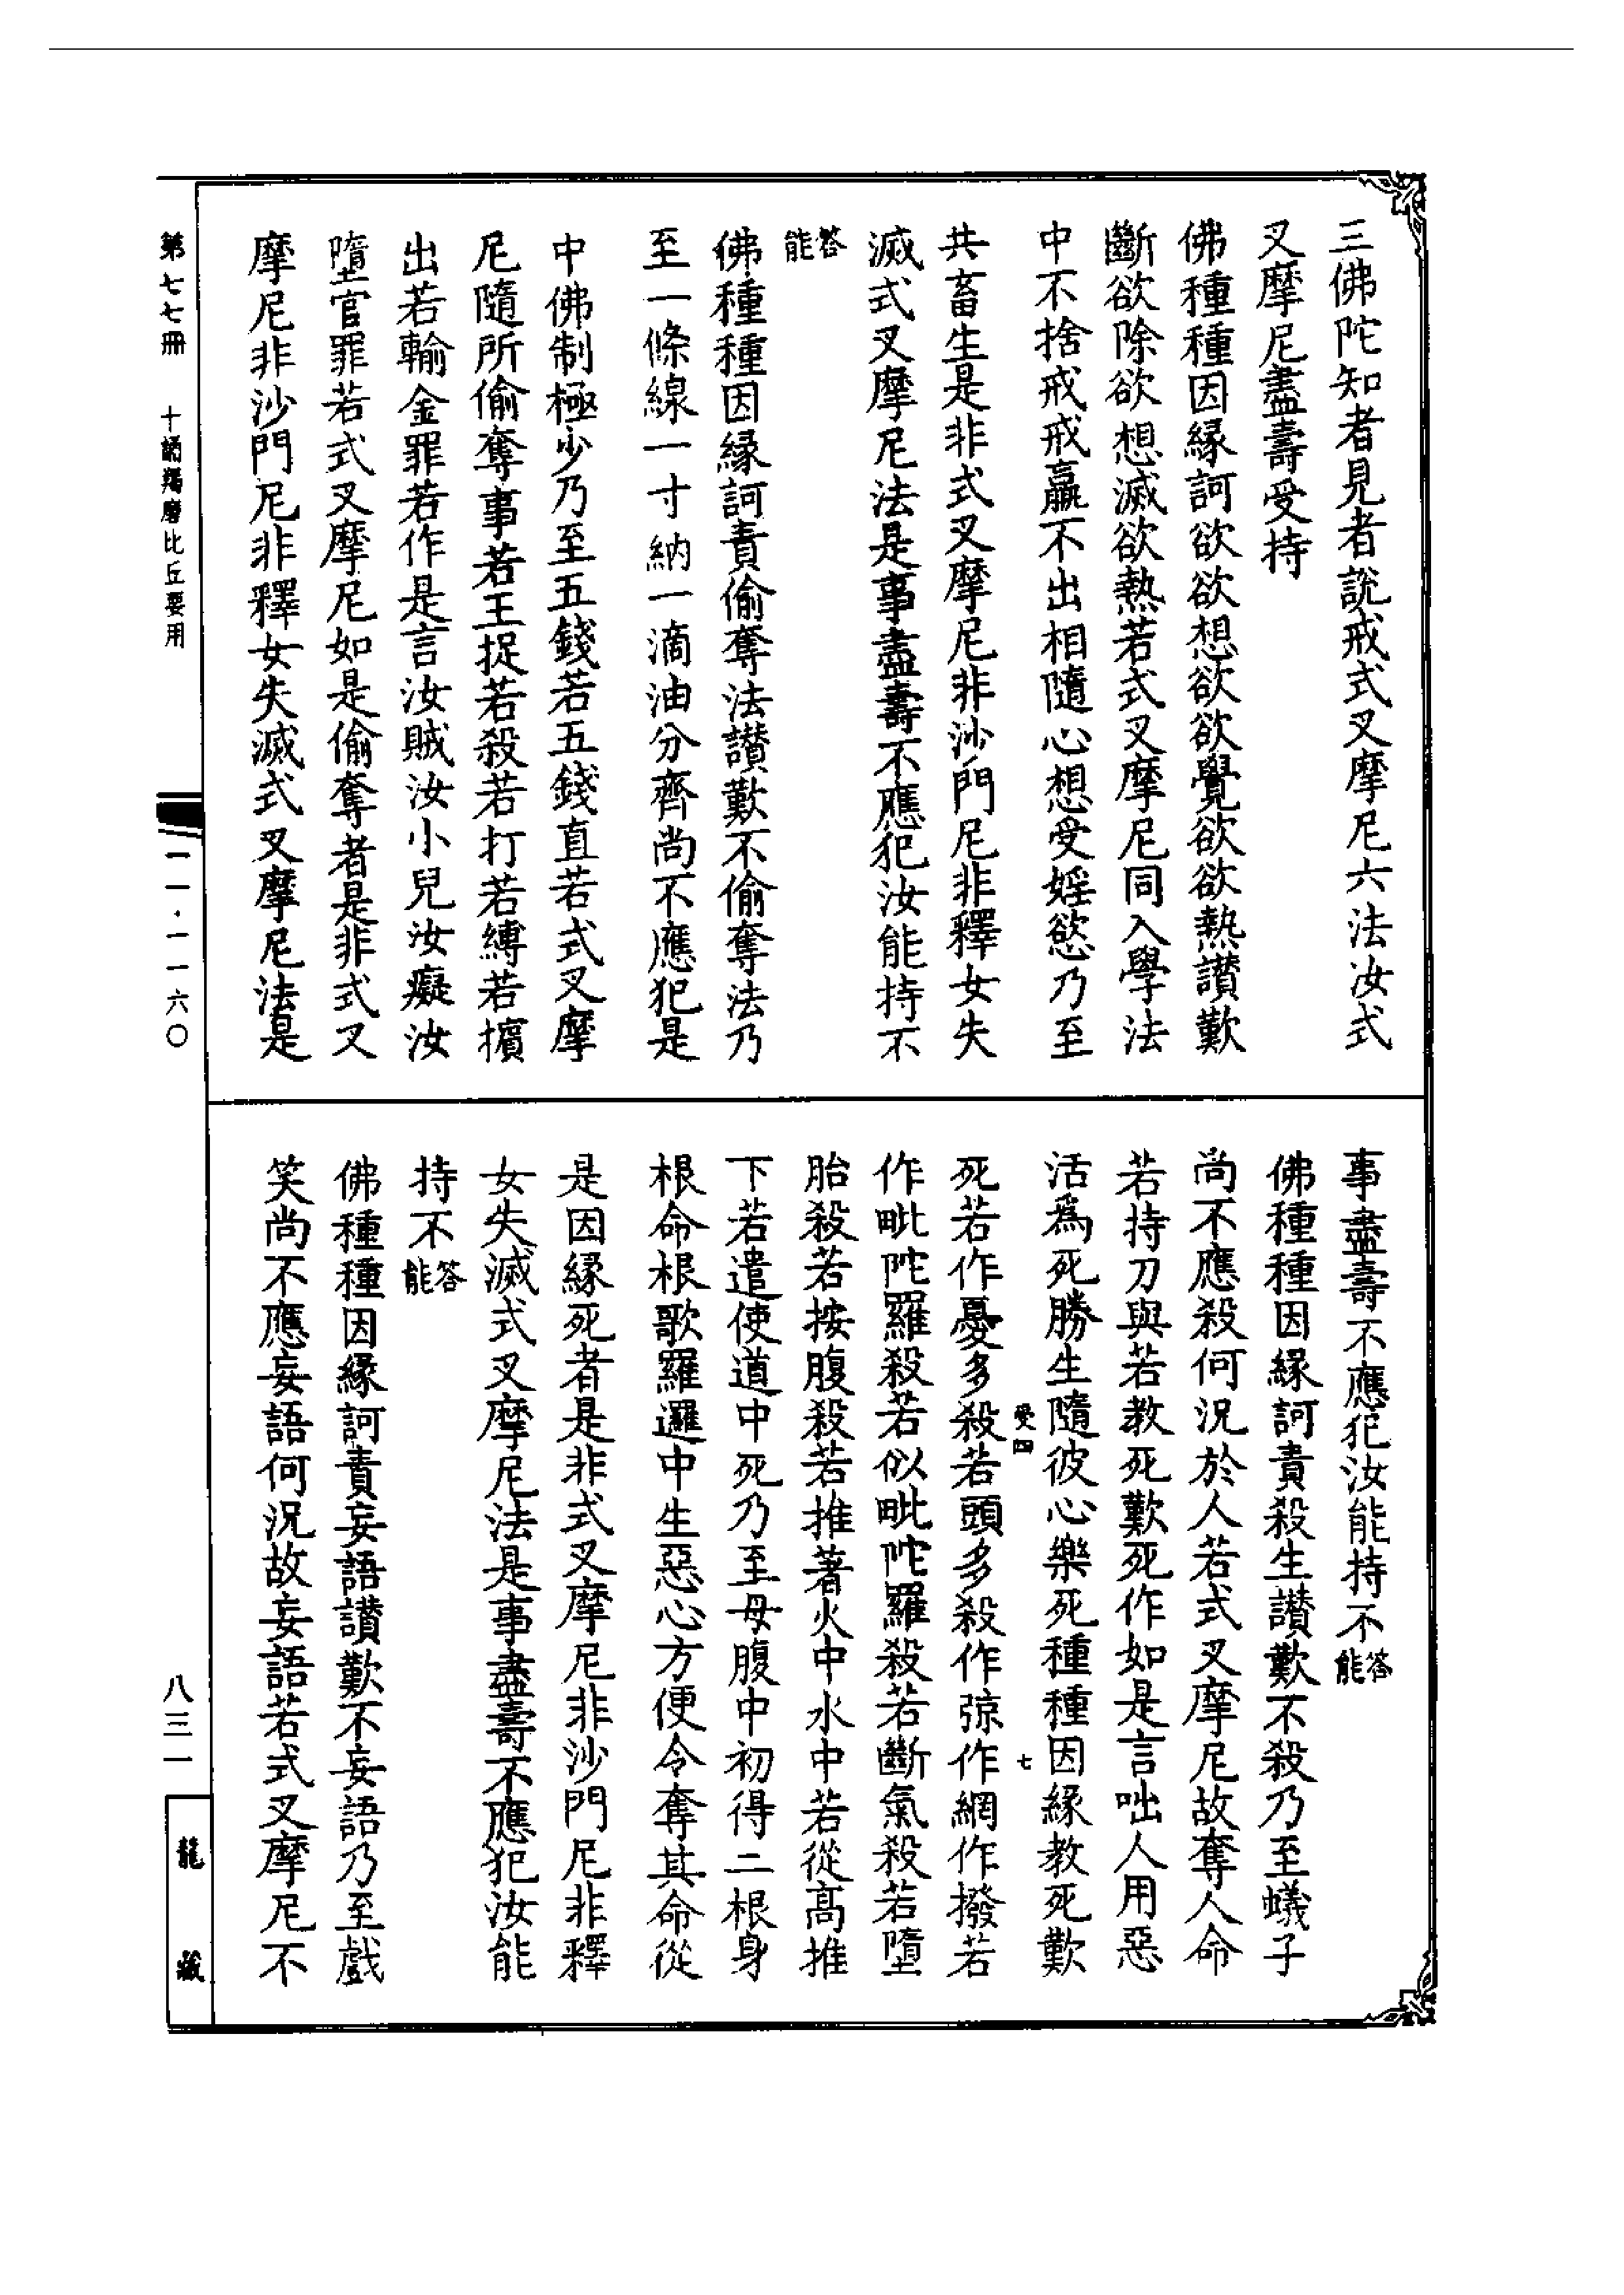 三佛陀知者見者說戒式叉摩尼六法汝式
叉摩尼盡壽受持
佛種種因緣訶欲欲想欲欲覺欲欲熱讃歎
斷欲除欲想滅欲熱若式叉摩尼同入學法
中不捨戒戒羸不出相隨心想受婬慾乃至
共畜生是非式叉摩尼非沙門尼非釋女失
滅式叉摩尼法是事盡壽不應犯汝能持不
答能
佛種種因緣訶責偷奪法讃歎不偷奪法乃
至一條線一寸納一滴油分齊尚不應犯是
中佛制極少乃至五錢若五錢直若式叉摩
尼隨所偷奪事若王捉若殺若打若縛若擯
出若輸金罪若作是言汝賊汝小兒汝癡汝
墮官罪若式叉摩尼如是偷奪者是非式叉
摩尼非沙門尼非釋女失滅式叉摩尼法是
事盡壽不應犯汝能持不答能
佛種種因緣訶責殺生讃歎不殺乃至蟻子
尚不應殺何況於人若式叉摩尼故奪人命
若持刀與若教死歎死作如是言咄人用惡
活爲死勝生隨彼心樂死種種因緣教死歎
受四 七
死若作憂多殺若頭多殺作弶作網作撥若
作毗陀羅殺若似毗陀羅殺若斷氣殺若墮
胎殺若按腹殺若推著火中水中若從高推
下若遣使道中死乃至母腹中初得二根身
根命根歌羅邏中生惡心方便令奪其命從
是因緣死者是非式叉摩尼非沙門尼非釋
女失滅式叉摩尼法是事盡壽不應犯汝能
持不答能
佛種種因緣訶責妄語讃歎不妄語乃至戲
笑尚不應妄語何況故妄語若式叉摩尼不
第七七冊 十誦羯磨比丘要用
一一·一一六〇
八三一
龍藏